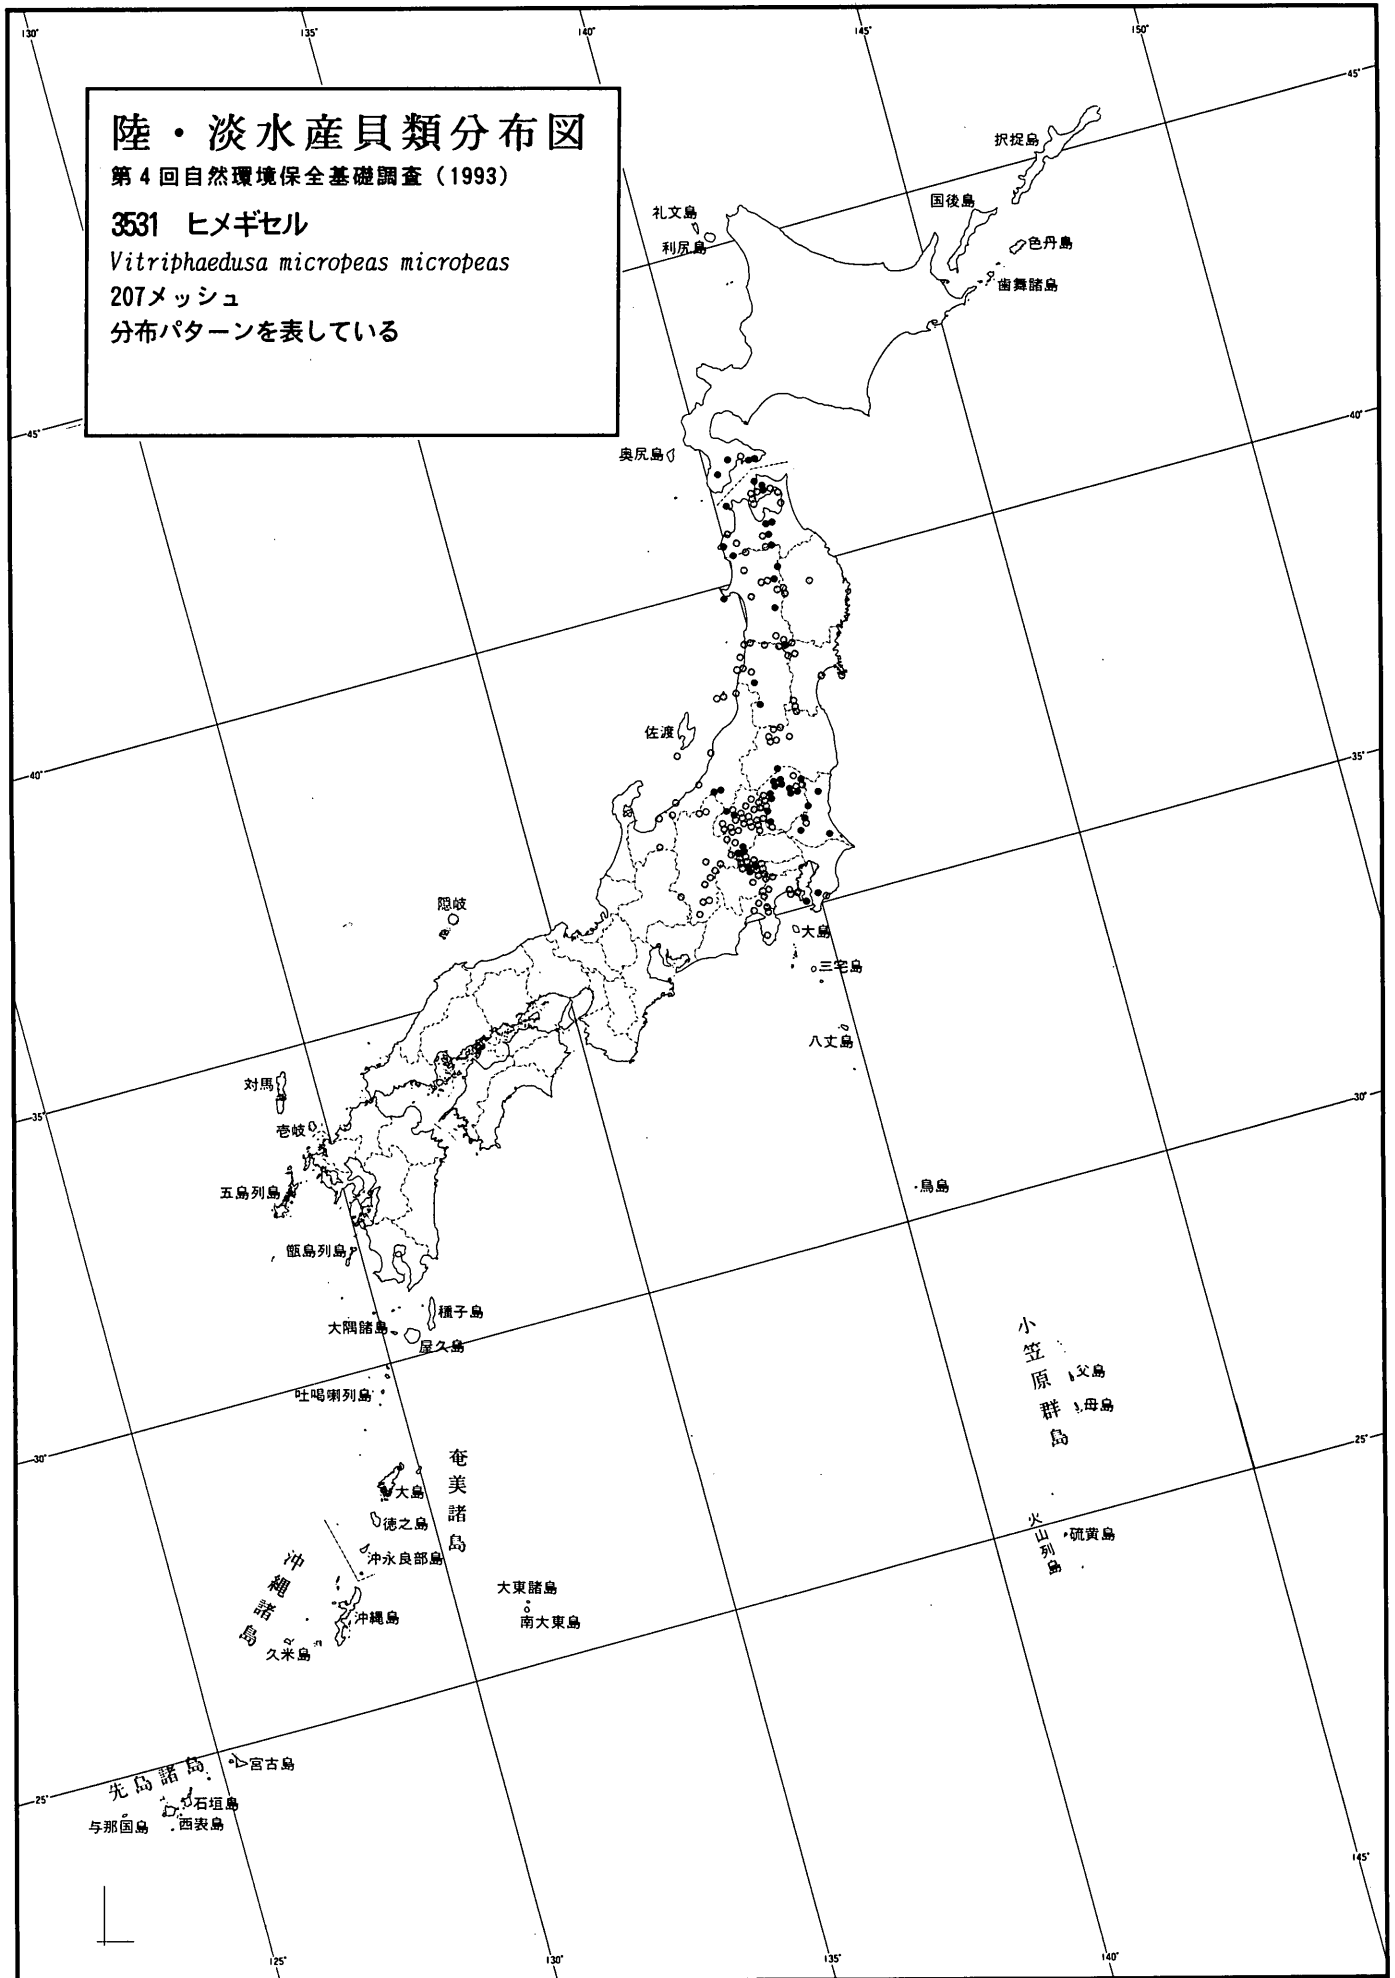 130°
135°
140°
145°
150°
陸・淡水産貝類分布図
第4回自然環境保全基礎調査（1993）
3531 ヒメギセル
Vitriphaedusa micropeas micropeas
207メッシュ
分布パターンを表している
45°
択捉島
国後島
礼文島
利尻島
色丹島
歯舞諸島
40°
45°
奥尻島
佐渡
35°
40°
隠岐
大島
三宅島
八丈島
対馬
壱岐
30°
35°
五島列島
鳥島
甑島列島
種子島
大隅諸島
屋久島
小笠原群島
父島
母島
吐噶喇列島
25°
30°
奄美諸島
大島
徳之島
沖永良部島
火山列島
硫黄島
沖縄諸島
大東諸島
南大東島
沖縄島
久米島
先島諸島
宮古島
25°
石垣島
西表島
与那国島
145°
125°
130°
135°
140°